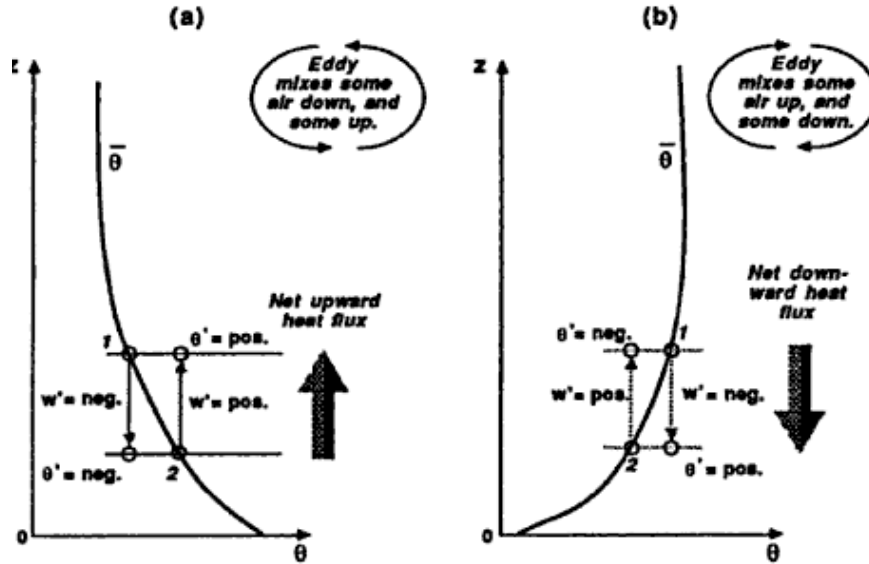 (a)
z
Eddy
mixes some
air down, and
some up.
θ̅
Net upward
heat flux
1
θ' = pos.
w' = neg.
w' = pos.
θ' = neg.
2
0
θ
(b)
z
Eddy
mixes some
air up, and
some down.
θ̅
Net down-
ward heat
flux
θ' = neg.
1
w' = pos.
w' = neg.
2
θ' = pos.
0
θ